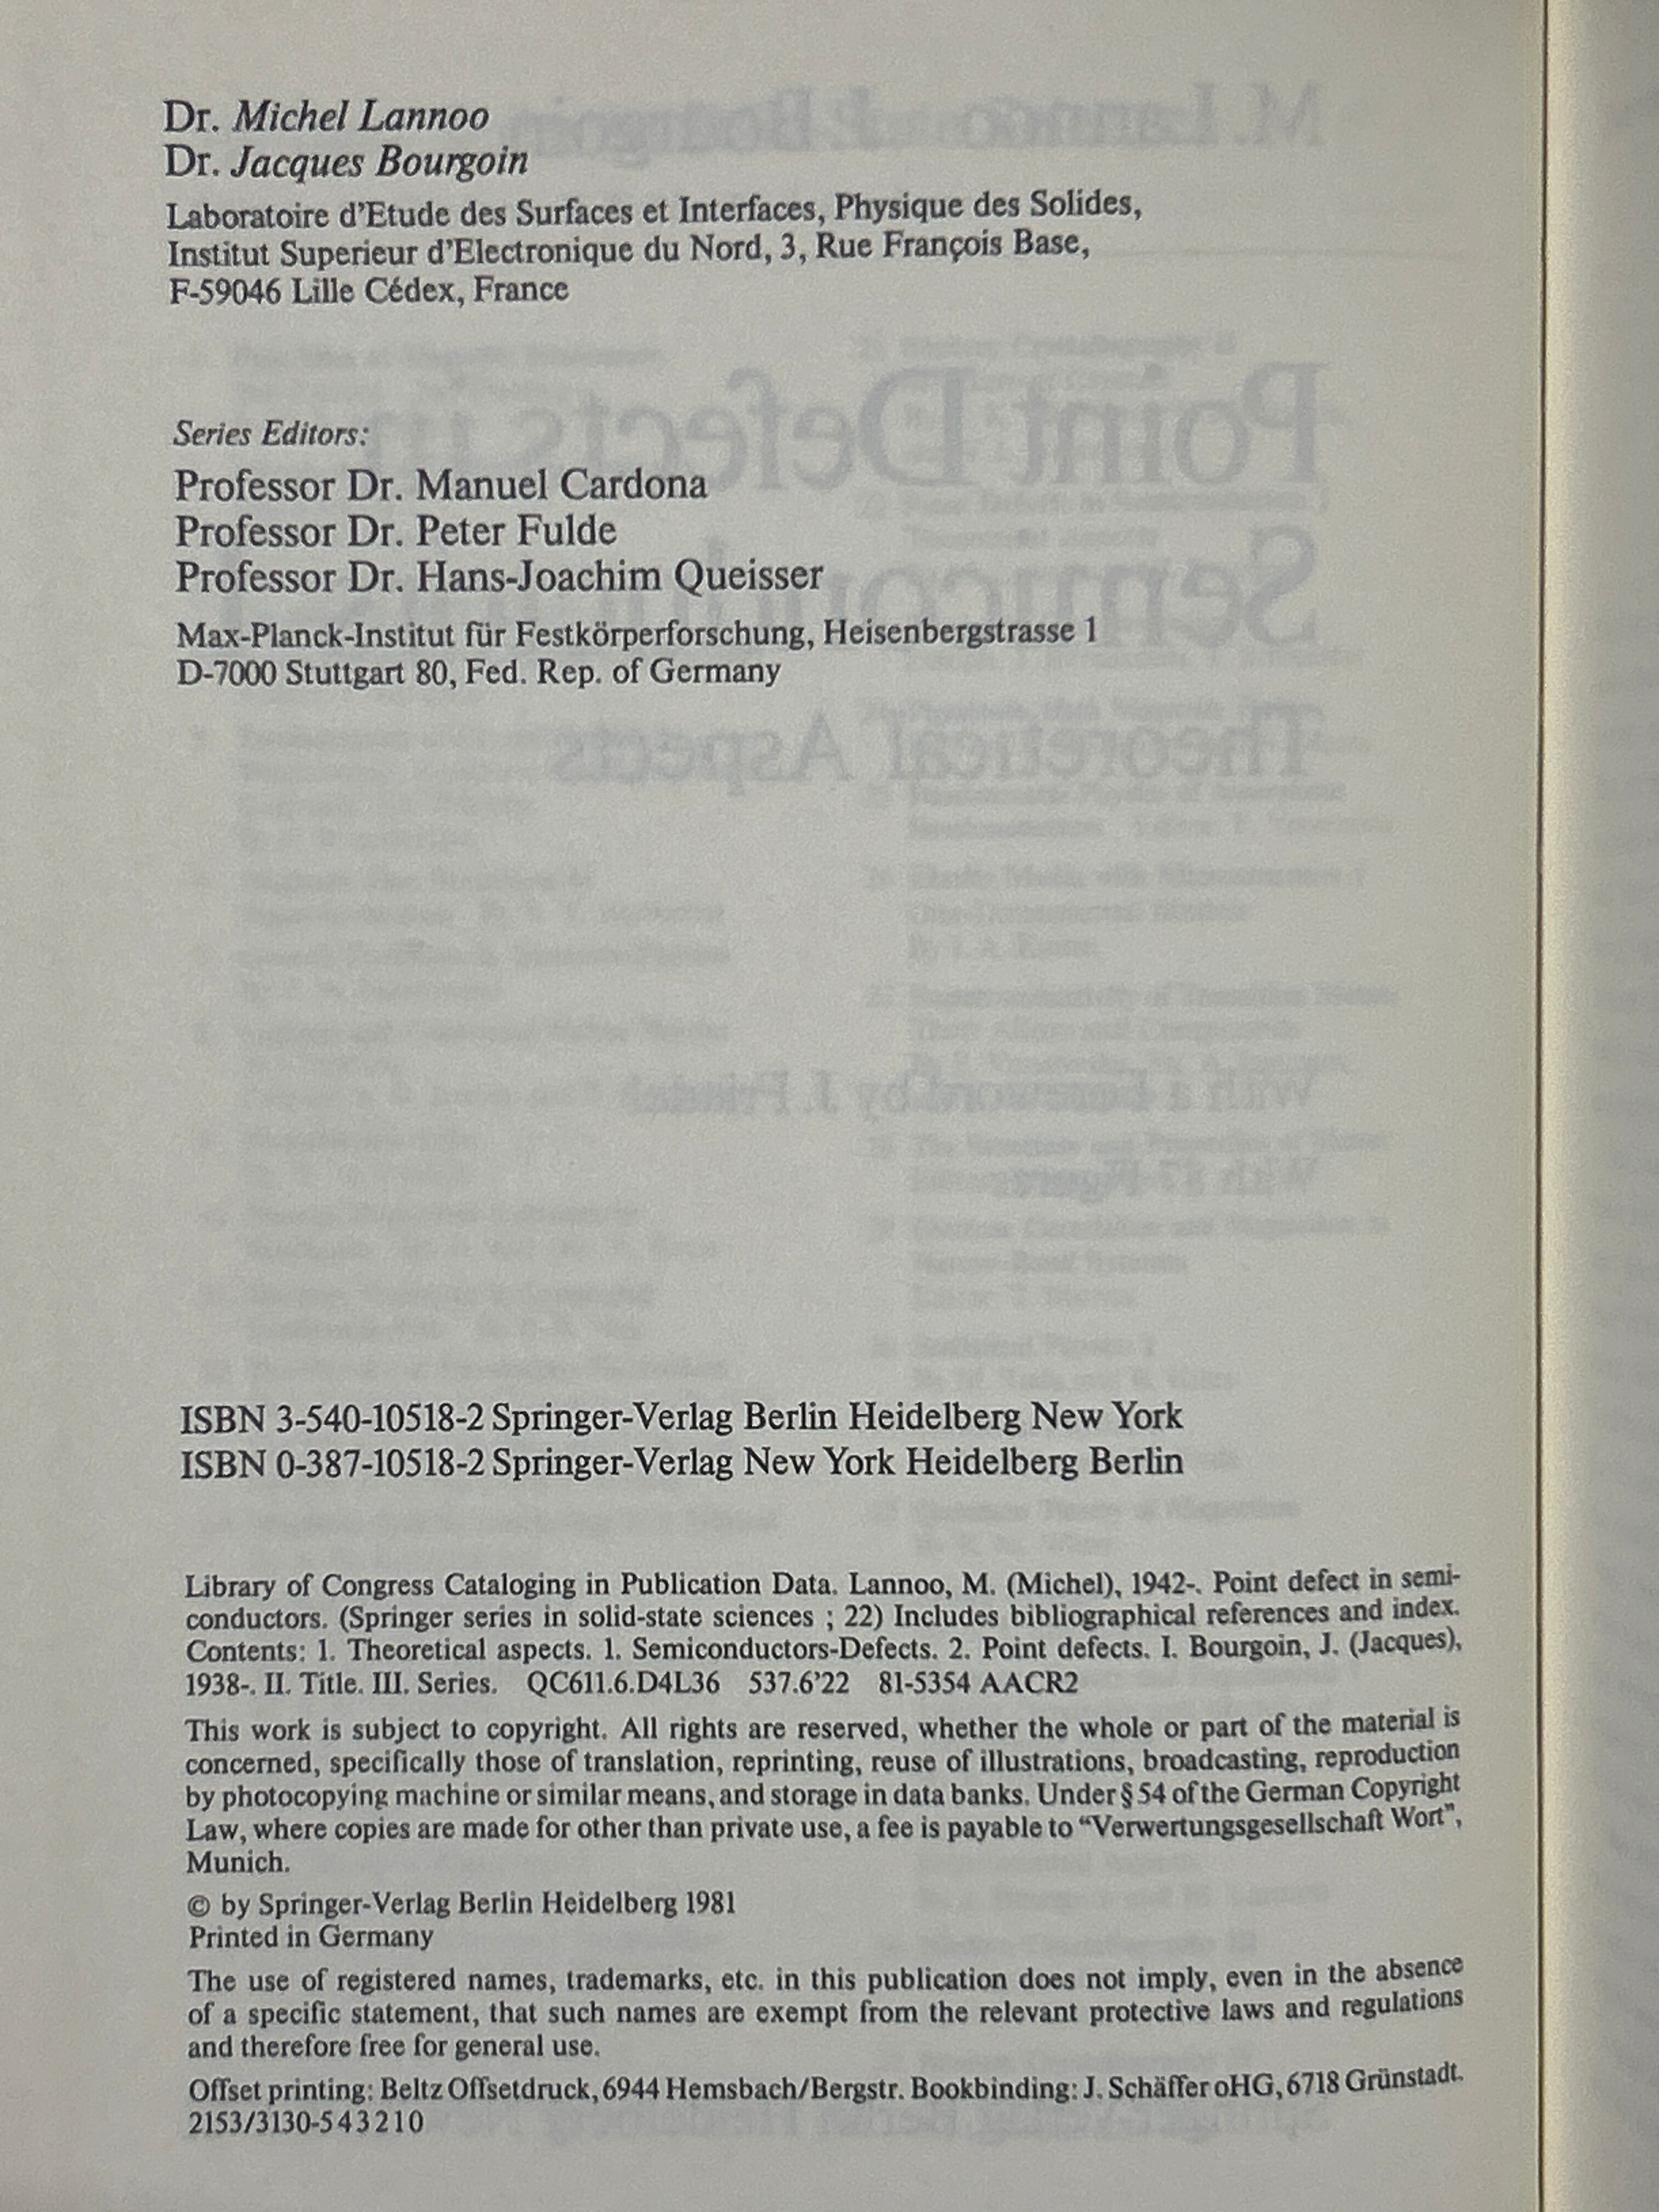 Dr. Michel Lannoo
Dr. Jacques Bourgoin
Laboratoire d'Etude des Surfaces et Interfaces, Physique des Solides,
Institut Superieur d'Electronique du Nord, 3, Rue François Base,
F-59046 Lille Cédex, France
Series Editors:
Professor Dr. Manuel Cardona
Professor Dr. Peter Fulde
Professor Dr. Hans-Joachim Queisser
Max-Planck-Institut für Festkörperforschung, Heisenbergstrasse 1
D-7000 Stuttgart 80, Fed. Rep. of Germany
ISBN 3-540-10518-2 Springer-Verlag Berlin Heidelberg New York
ISBN 0-387-10518-2 Springer-Verlag New York Heidelberg Berlin
Library of Congress Cataloging in Publication Data. Lannoo, M. (Michel), 1942-. Point defect in semi-
conductors. (Springer series in solid-state sciences ; 22) Includes bibliographical references and index.
Contents: 1. Theoretical aspects. 1. Semiconductors-Defects. 2. Point defects. I. Bourgoin, J. (Jacques),
1938-. II. Title. III. Series. QC611.6.D4L36 537.6'22 81-5354 AACR2
This work is subject to copyright. All rights are reserved, whether the whole or part of the material is
concerned, specifically those of translation, reprinting, reuse of illustrations, broadcasting, reproduction
by photocopying machine or similar means, and storage in data banks. Under § 54 of the German Copyright
Law, where copies are made for other than private use, a fee is payable to “Verwertungsgesellschaft Wort”,
Munich.
© by Springer-Verlag Berlin Heidelberg 1981
Printed in Germany
The use of registered names, trademarks, etc. in this publication does not imply, even in the absence
of a specific statement, that such names are exempt from the relevant protective laws and regulations
and therefore free for general use.
Offset printing: Beltz Offsetdruck, 6944 Hemsbach/Bergstr. Bookbinding: J. Schäffer oHG, 6718 Grünstadt.
2153/3130-543210